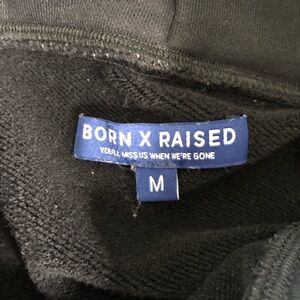 BORN X RAISED
YOU'LL MISS US WHEN WE'RE GONE
M